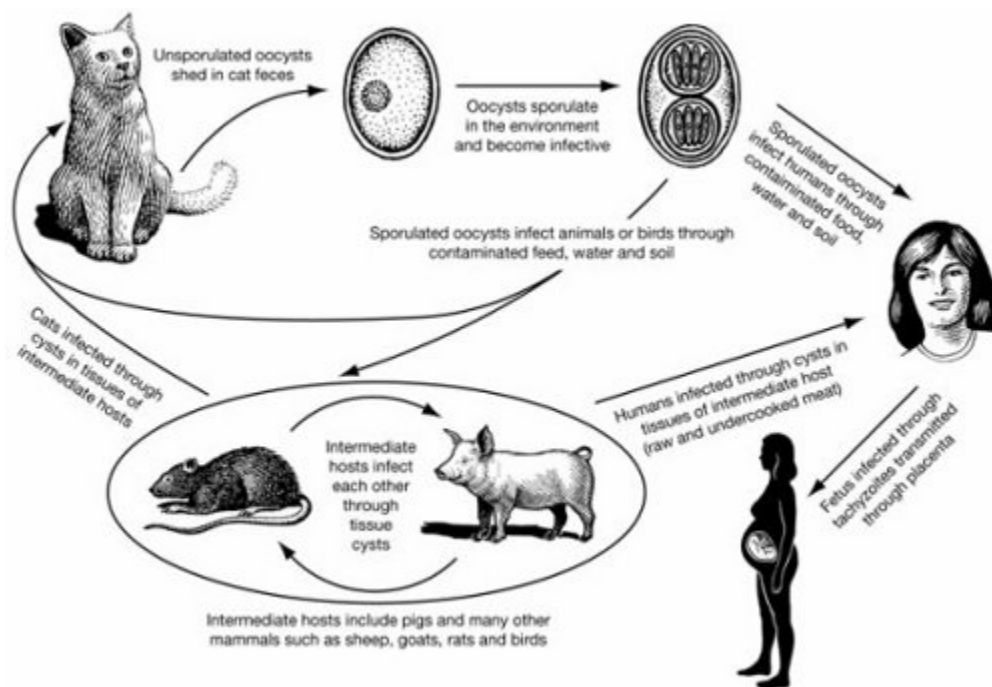 Unsporulated oocysts
shed in cat feces
Oocysts sporulate
in the environment
and become infective
Sporulated oocysts
infect humans through
contaminated food,
water and soil
Sporulated oocysts infect animals or birds through
contaminated feed, water and soil
Cats infected through
cysts in tissues of
intermediate hosts
Intermediate
hosts infect
each other
through
tissue
cysts
Humans infected through cysts in
tissues of intermediate host
(raw and undercooked meat)
Fetus infected through
tachyzoites transmitted
through placenta
Intermediate hosts include pigs and many other
mammals such as sheep, goats, rats and birds